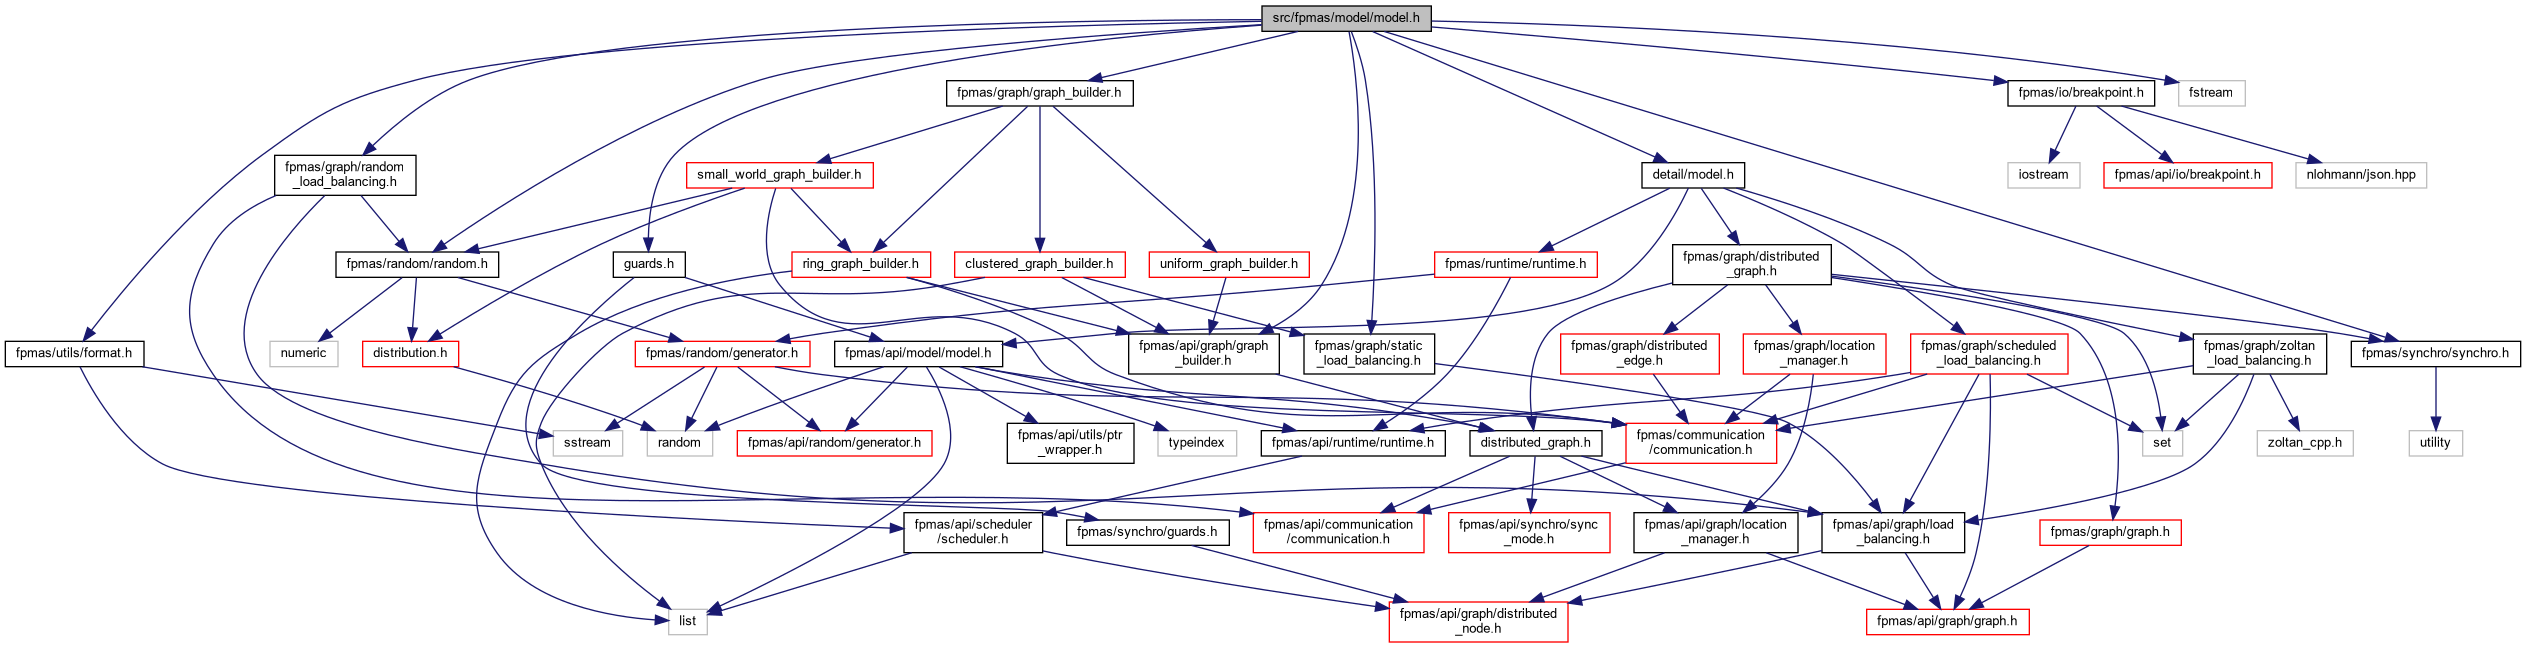 src/fpmas/model/model.h
fpmas/graph/graph_builder.h
fpmas/io/breakpoint.h
fstream
fpmas/graph/random
_load_balancing.h
small_world_graph_builder.h
detail/model.h
iostream
fpmas/api/io/breakpoint.h
nlohmann/json.hpp
fpmas/random/random.h
guards.h
ring_graph_builder.h
clustered_graph_builder.h
uniform_graph_builder.h
fpmas/runtime/runtime.h
fpmas/graph/distributed
_graph.h
fpmas/utils/format.h
numeric
distribution.h
fpmas/random/generator.h
fpmas/api/model/model.h
fpmas/api/graph/graph
_builder.h
fpmas/graph/static
_load_balancing.h
fpmas/graph/distributed
_edge.h
fpmas/graph/location
_manager.h
fpmas/graph/scheduled
_load_balancing.h
fpmas/graph/zoltan
_load_balancing.h
fpmas/synchro/synchro.h
sstream
random
fpmas/api/random/generator.h
fpmas/api/utils/ptr
_wrapper.h
typeindex
fpmas/api/runtime/runtime.h
distributed_graph.h
fpmas/communication
/communication.h
set
zoltan_cpp.h
utility
fpmas/api/scheduler
/scheduler.h
fpmas/synchro/guards.h
fpmas/api/communication
/communication.h
fpmas/api/synchro/sync
_mode.h
fpmas/api/graph/location
_manager.h
fpmas/api/graph/load
_balancing.h
fpmas/graph/graph.h
list
fpmas/api/graph/distributed
_node.h
fpmas/api/graph/graph.h